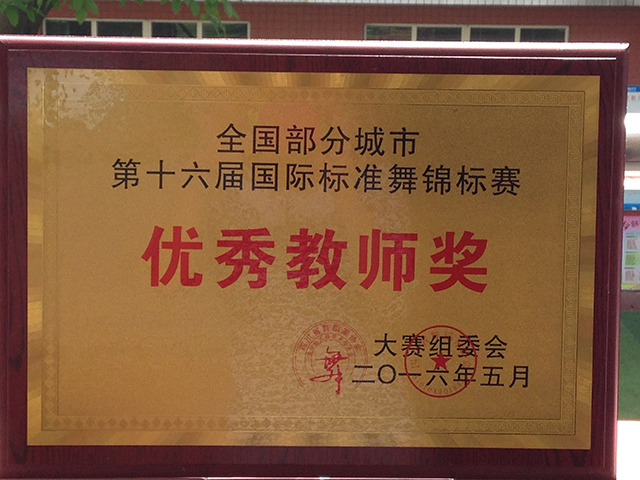 全国部分城市
第十六届国际标准舞锦标赛
优秀教师奖
大赛组委会
二〇一六年五月